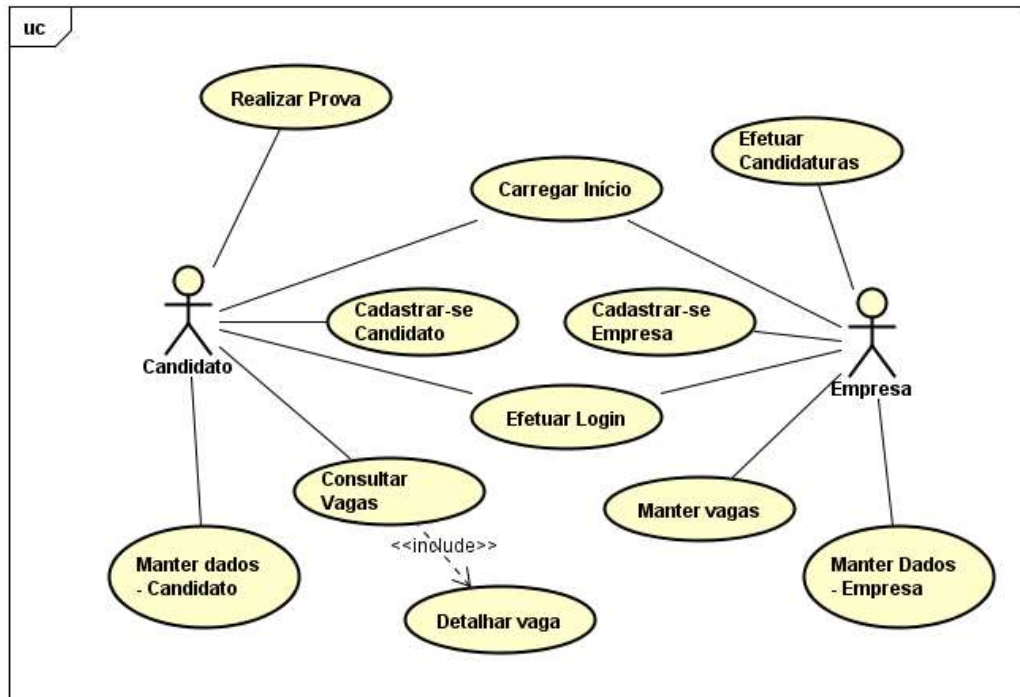 uc
Realizar Prova
Efetuar
Candidaturas
Carregar Início
Cadastrar-se
Candidato
Cadastrar-se
Empresa
Candidato
Empresa
Efetuar Login
Consultar
Vagas
Manter vagas
<<include>>
Manter dados
- Candidato
Manter Dados
- Empresa
Detalhar vaga